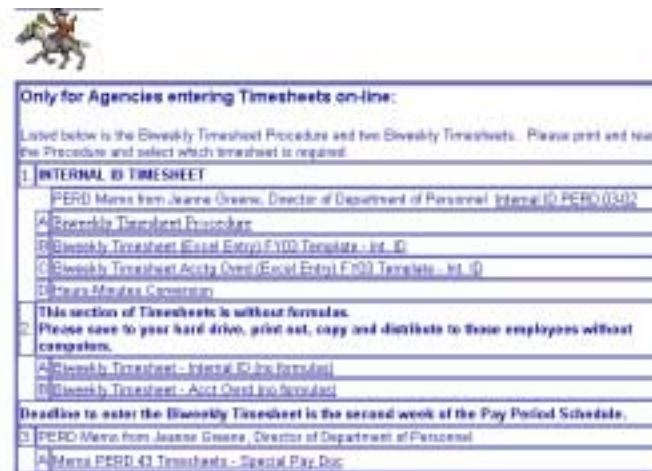 Only for Agencies entering Timesheets on-line:
Listed below is the Biweekly Timesheet Procedure and two Biweekly Timesheets. Please print and
the Procedure and select which timesheet is required.
1 INTERNAL ID TIMESHEET
PERD Memo from Jeanne Greene, Director of Department of Personnel Internal ID PERD 03/02
A Biweekly Timesheet Procedure
B Biweekly Timesheet (Excel Entry) FY03 Template - Int. ID
C Biweekly Timesheet Acctg Ovrd (Excel Entry) FY03 Template - Int. ID
D Hours-Minutes Conversion
This section of Timesheets is without formulas.
2 Please save to your hard drive, print out, copy and distribute to those employees without
computers.
A Biweekly Timesheet - Internal ID (no formulas)
B Biweekly Timesheet - Acct Ovrd (no formulas)
Deadline to enter the Biweekly Timesheet is the second week of the Pay Period Schedule.
3 PERD Memo from Jeanne Greene, Director of Department of Personnel
A Memo PERD 43 Timesheets - Special Pay Doc